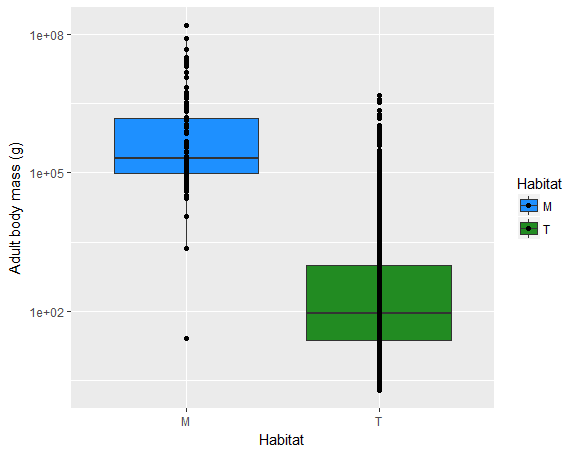 1e+08
1e+05
1e+02
Adult body mass (g)
M
T
Habitat
Habitat
M
T